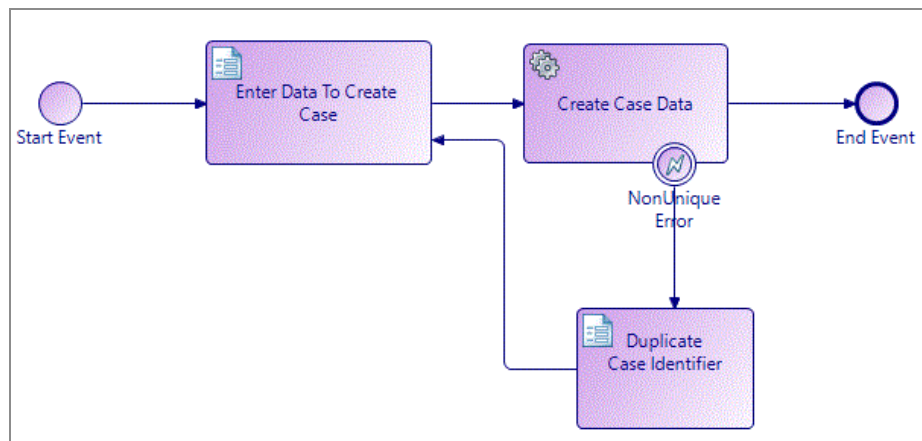 Enter Data To Create
Case
Create Case Data
Start Event
End Event
NonUnique
Error
Duplicate
Case Identifier